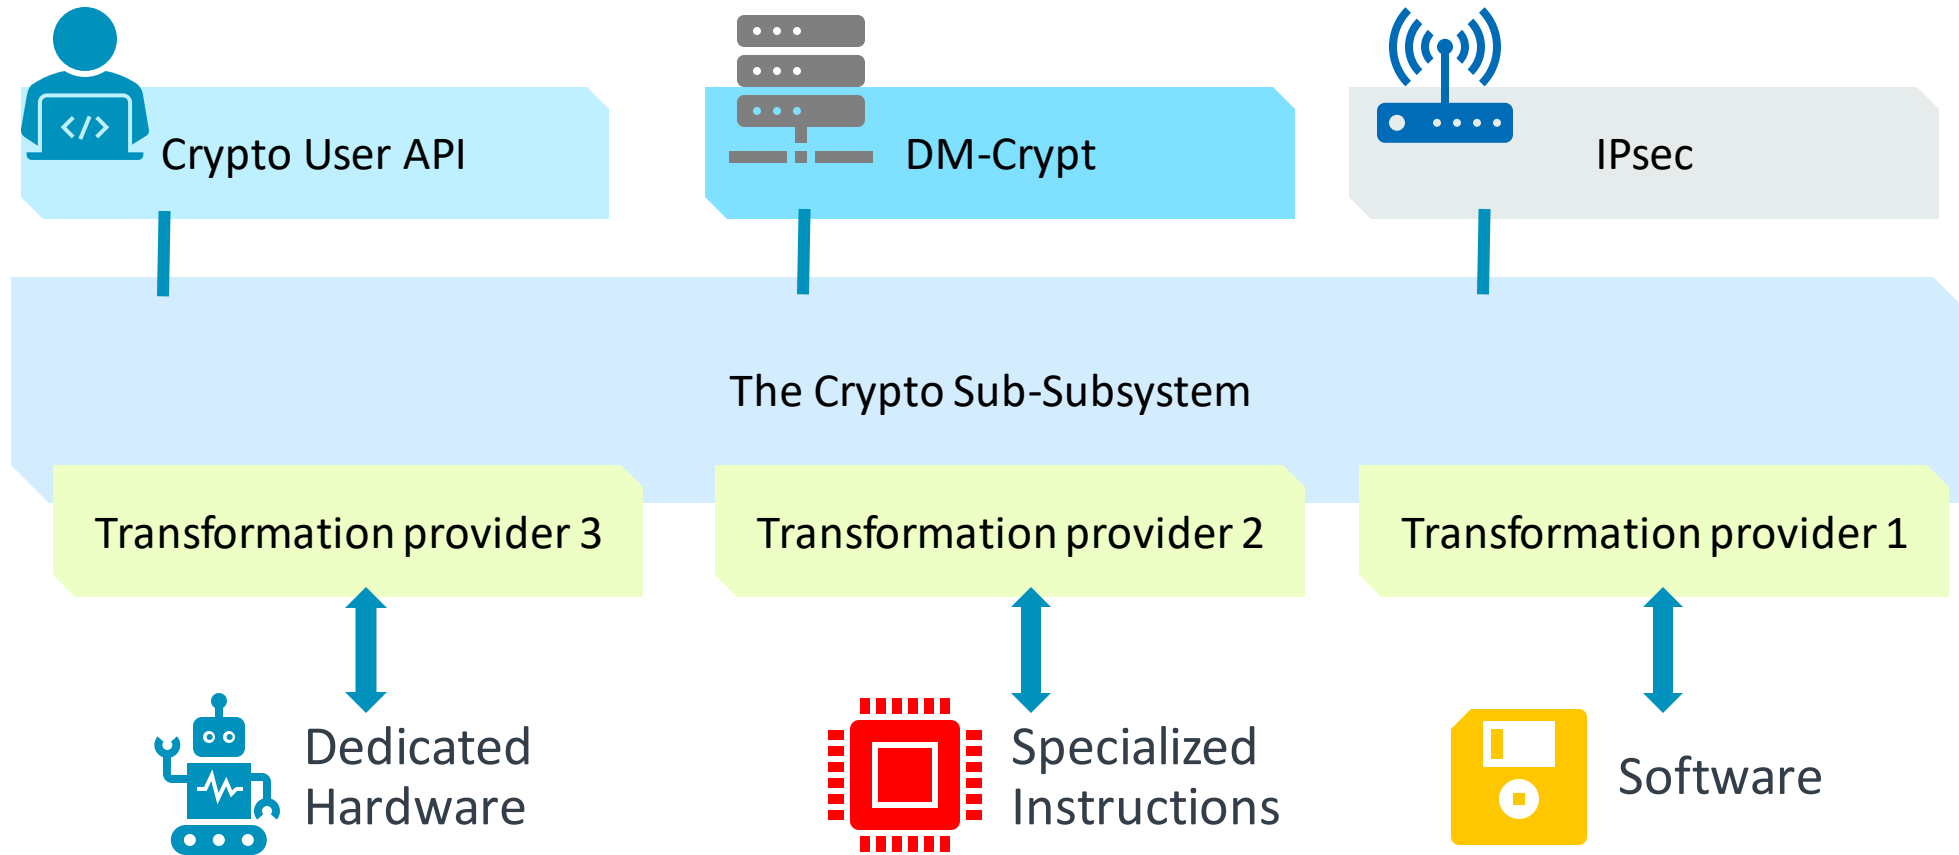 Crypto User API
DM-Crypt
IPsec
The Crypto Sub-Subsystem
Transformation provider 3
Transformation provider 2
Transformation provider 1
Dedicated
Hardware
Specialized
Instructions
Software